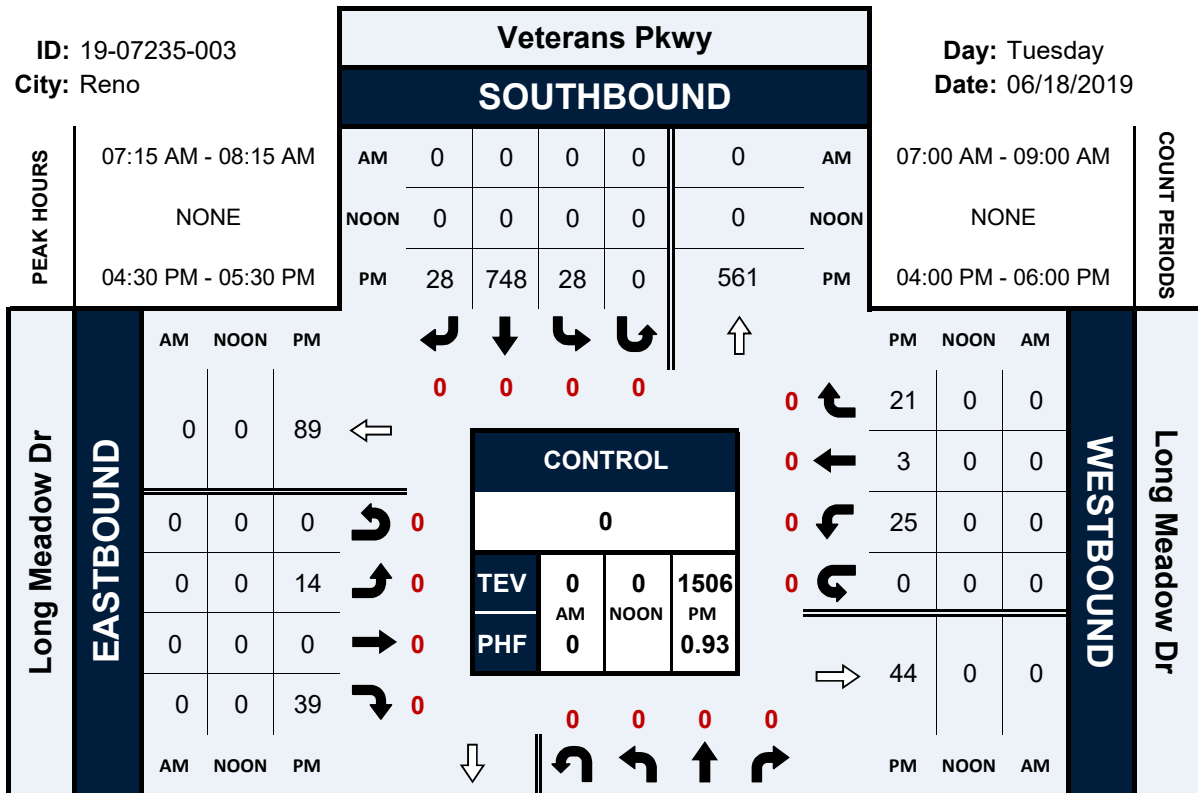 Veterans Pkwy
ID: 19-07235-003
Day: Tuesday
City: Reno
Date: 06/18/2019
SOUTHBOUND
PEAK HOURS
07:15 AM - 08:15 AM
AM 0 0 0 0 0 AM
07:00 AM - 09:00 AM
COUNT PERIODS
NONE
NOON 0 0 0 0 0 NOON
NONE
04:30 PM - 05:30 PM
PM 28 748 28 0 561 PM
04:00 PM - 06:00 PM
Long Meadow Dr
EASTBOUND
AM NOON PM
0 0 89
0 0 0 0
0 0 14 0
0 0 0 0
0 0 39 0
AM NOON PM
0 0 0 0
CONTROL
0
TEV 0 0 1506
AM NOON PM
PHF 0 0.93
0 0 0 0
PM NOON AM
0 21 0 0
0 3 0 0
0 25 0 0
0 0 0 0
44 0 0
PM NOON AM
WESTBOUND
Long Meadow Dr